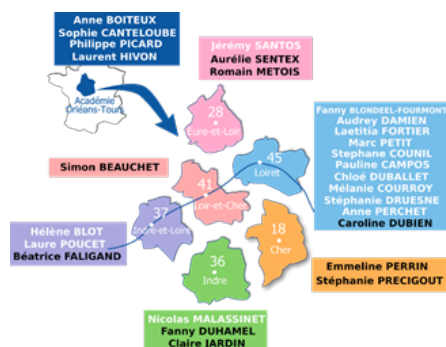 Anne BOITEUX
Sophie CANTELOUBE
Philippe PICARD
Laurent HIVON
Académie
Orléans-Tours
Jérémy SANTOS
Aurélie SENTEX
Romain METOIS
28
Eure-et-Loir
Fanny BLONDEEL-FOURMONT
Audrey DAMIEN
Laetitia FORTIER
Marc PETIT
Stephane COUNIL
Pauline CAMPOS
Chloé DUBALLET
Mélanie COURROY
Stéphanie DRUESNE
Anne PERCHET
Caroline DUBIEN
45
Loiret
Simon BEAUCHET
41
Loir-et-Cher
37
Indre-et-Loire
Hélène BLOT
Laure POUCET
Béatrice FALIGAND
18
Cher
Emmeline PERRIN
Stéphanie PRECIGOUT
36
Indre
Nicolas MALASSINET
Fanny DUHAMEL
Claire JARDIN